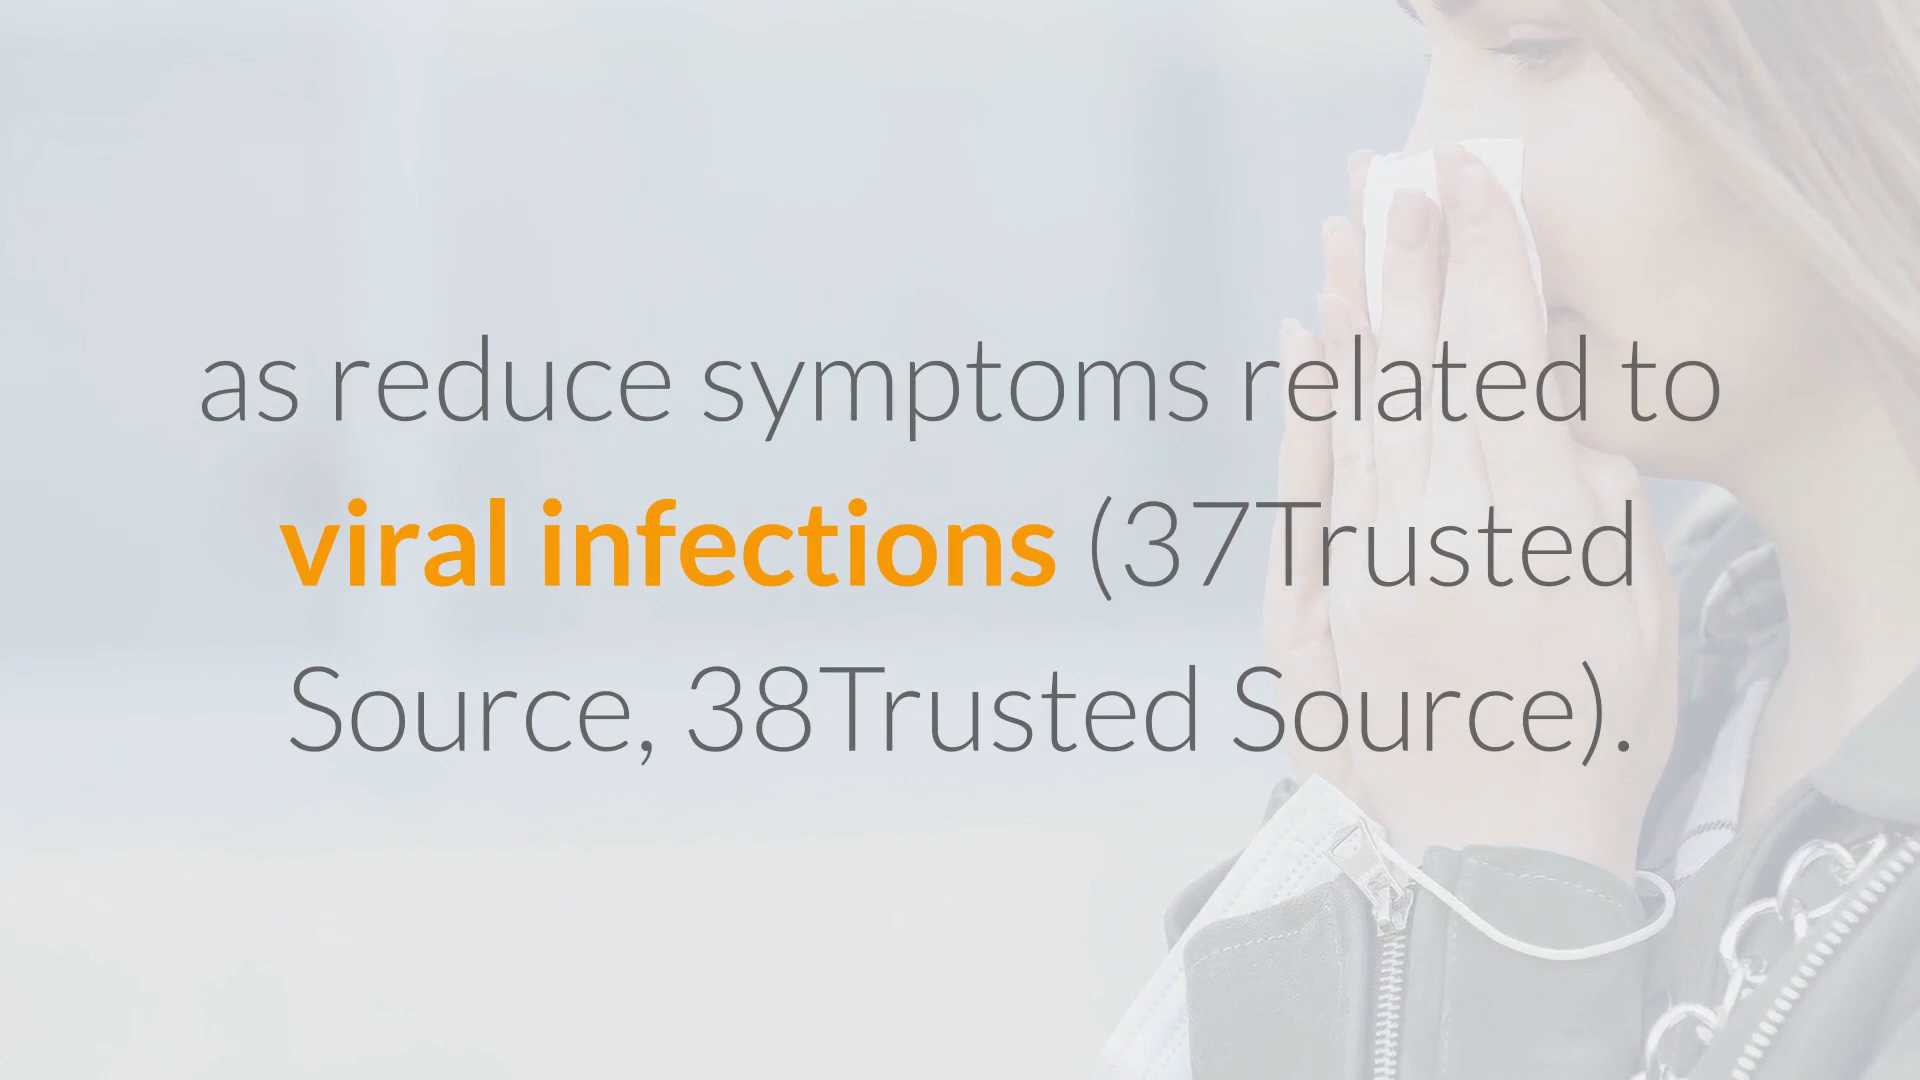 as reduce symptoms related to
viral infections (37Trusted
Source, 38Trusted Source).